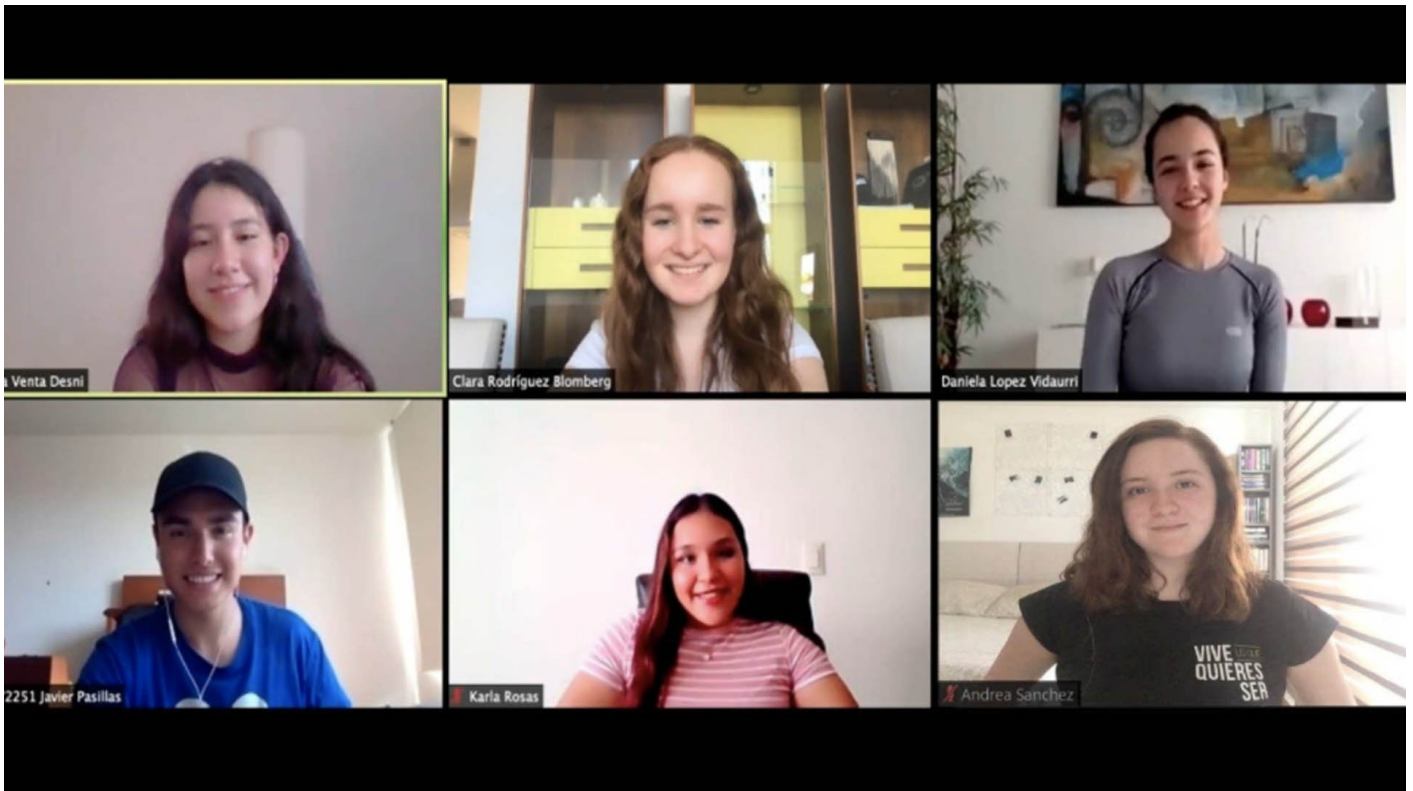 a Venta Desni
Clara Rodríguez Blomberg
Daniela Lopez Vidaurri
2251 Javier Pasillas
Karla Rosas
Andrea Sanchez
VIVE
QUIERES
SER